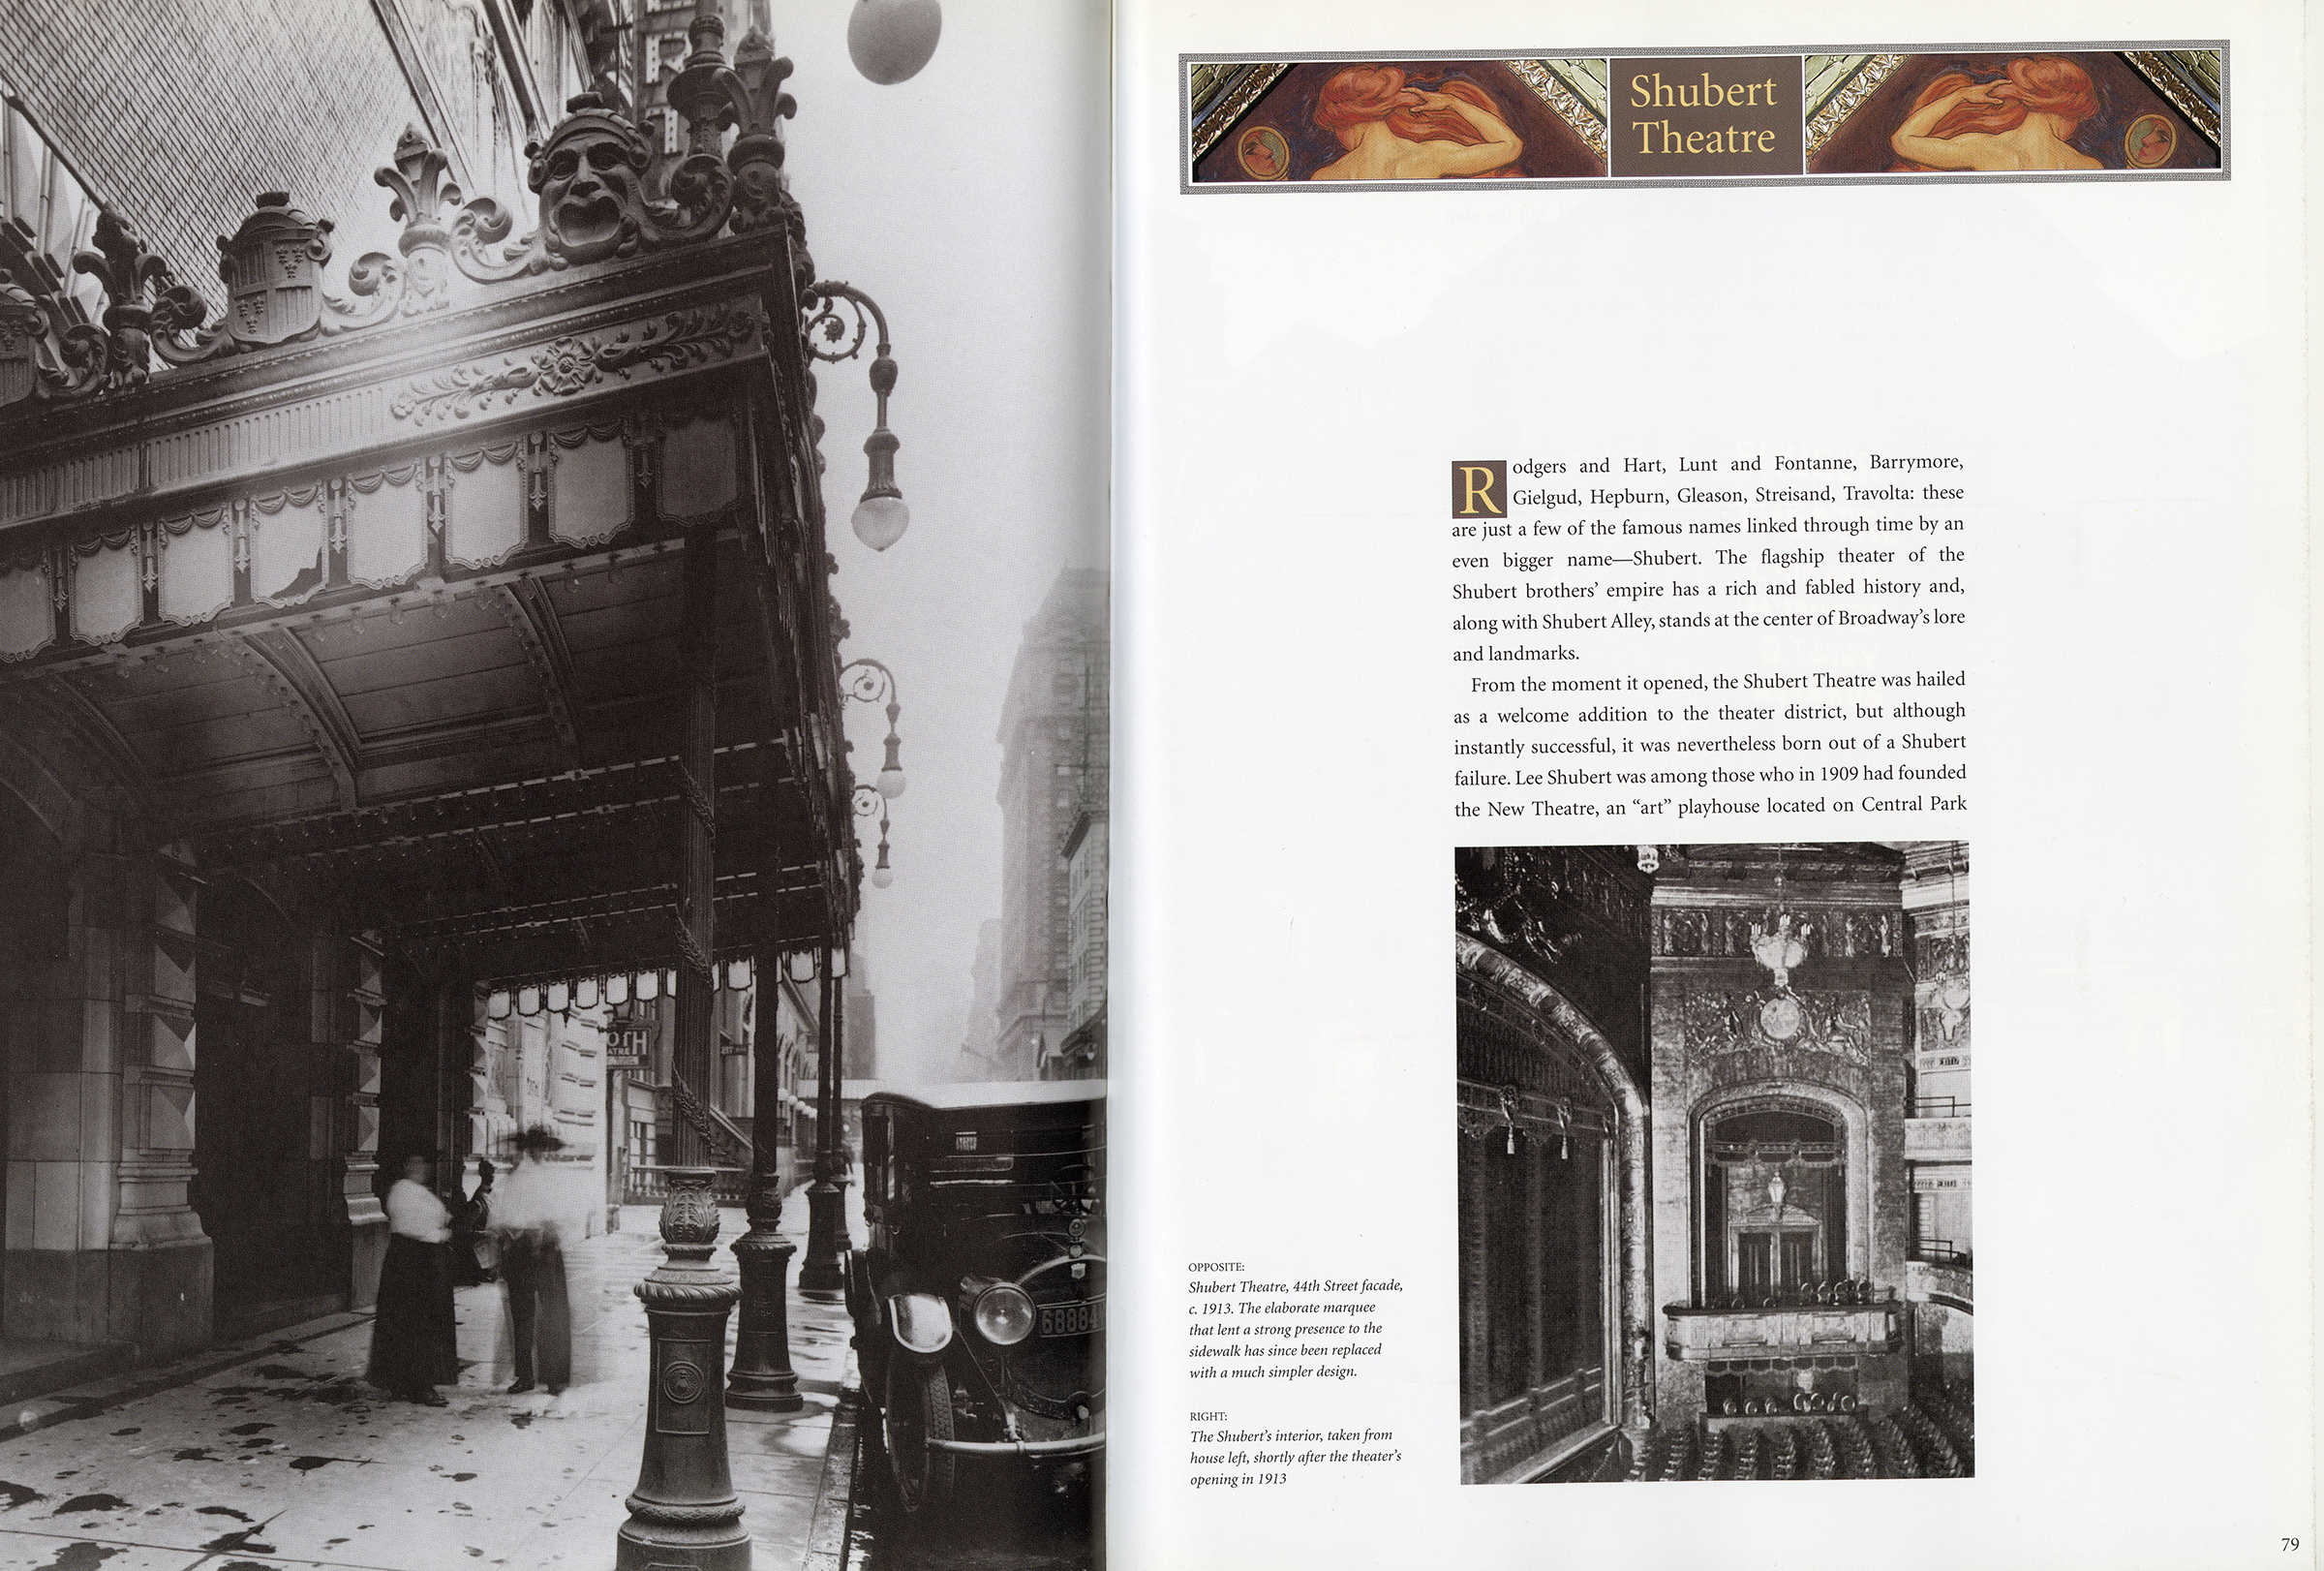 OTH
ATRE
217
68884
Shubert
Theatre
Rodgers and Hart, Lunt and Fontanne, Barrymore,
Gielgud, Hepburn, Gleason, Streisand, Travolta: these
are just a few of the famous names linked through time by an
even bigger name—Shubert. The flagship theater of the
Shubert brothers’ empire has a rich and fabled history and,
along with Shubert Alley, stands at the center of Broadway’s lore
and landmarks.
From the moment it opened, the Shubert Theatre was hailed
as a welcome addition to the theater district, but although
instantly successful, it was nevertheless born out of a Shubert
failure. Lee Shubert was among those who in 1909 had founded
the New Theatre, an “art” playhouse located on Central Park
OPPOSITE:
Shubert Theatre, 44th Street facade,
c. 1913. The elaborate marquee
that lent a strong presence to the
sidewalk has since been replaced
with a much simpler design.
RIGHT:
The Shubert’s interior, taken from
house left, shortly after the theater’s
opening in 1913
79